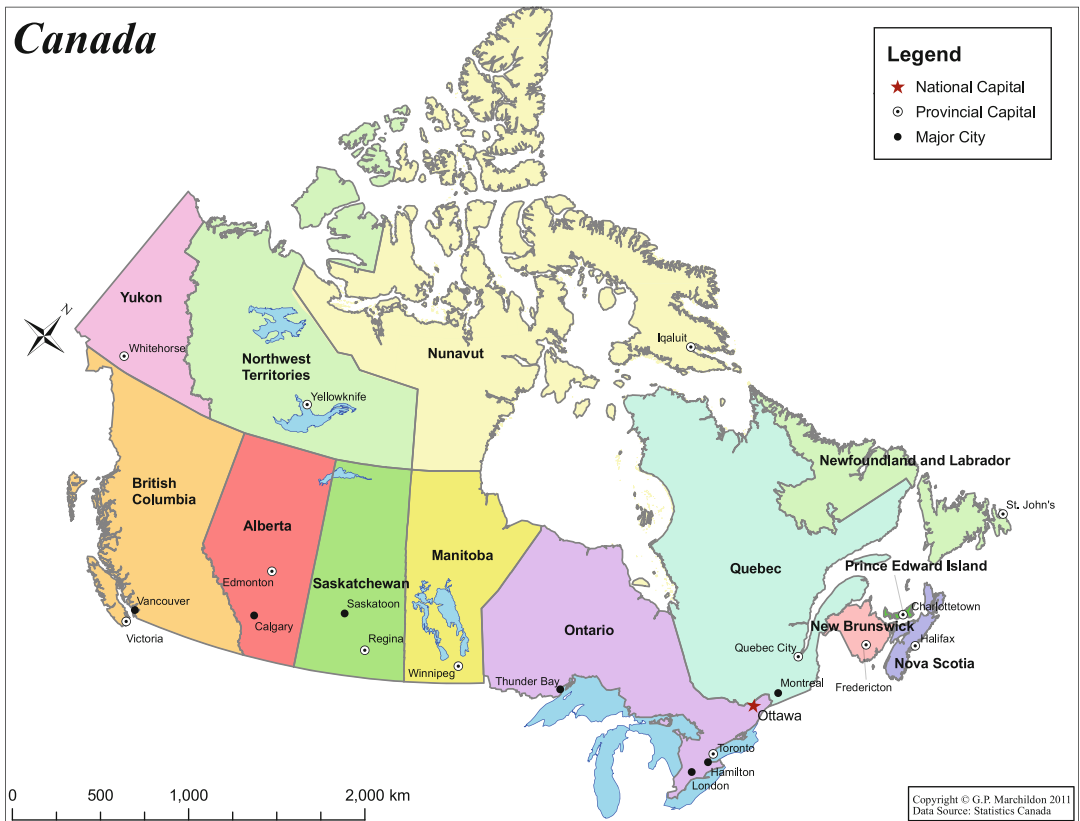 Canada
Legend
National Capital
Provincial Capital
Major City
N
Yukon
Whitehorse
Northwest
Territories
Yellowknife
Nunavut
Iqaluit
British
Columbia
Vancouver
Victoria
Alberta
Edmonton
Calgary
Saskatchewan
Saskatoon
Regina
Manitoba
Winnipeg
Ontario
Thunder Bay
Ottawa
Toronto
Hamilton
London
Quebec
Quebec City
Montreal
Newfoundland and Labrador
St. John's
Prince Edward Island
Charlottetown
New Brunswick
Fredericton
Halifax
Nova Scotia
0 500 1,000 2,000 km
Copyright © G.P. Marchildon 2011
Data Source: Statistics Canada